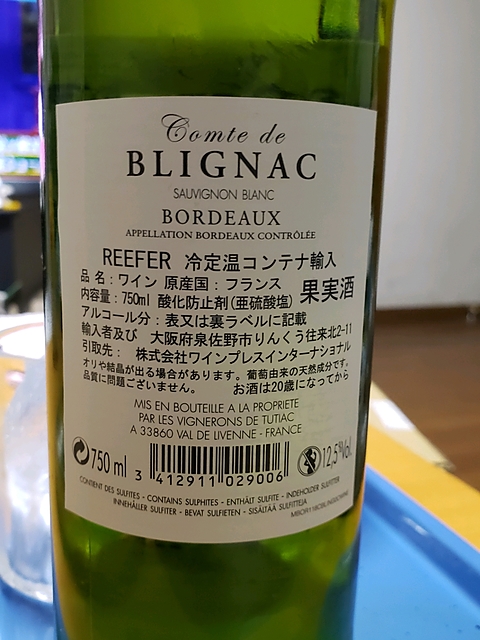 Comte de
BLIGNAC
SAUVIGNON BLANC
BORDEAUX
APPELLATION BORDEAUX CONTRÔLÉE
REEFER 冷定温コンテナ輸入
品 名：ワイン 原産国：フランス
内容量：750ml 酸化防止剤(亜硫酸塩) 果実酒
アルコール分：表又は裏ラベルに記載
輸入者及び 大阪府泉佐野市りんくう往来北2-11
引取先： 株式会社ワインプレスインターナショナル
オリや結晶が出る場合があります。葡萄由来の天然成分です。
品質に問題ございません。 お酒は20歳になってから
MIS EN BOUTEILLE A LA PROPRIETE
PAR LES VIGNERONS DE TUTIAC
A 33860 VAL DE LIVENNE - FRANCE
750 ml 3 412911 029006 12,5%Vol.
CONTIENT DES SULFITES - CONTAINS SULPHITES - ENTHÄLT SULFITE - INDEHOLDER SULFITTER
INNEHÅLLER SULFITER - BEVAT SULFIETEN - SISÄLTÄÄ SULFIITTEJA